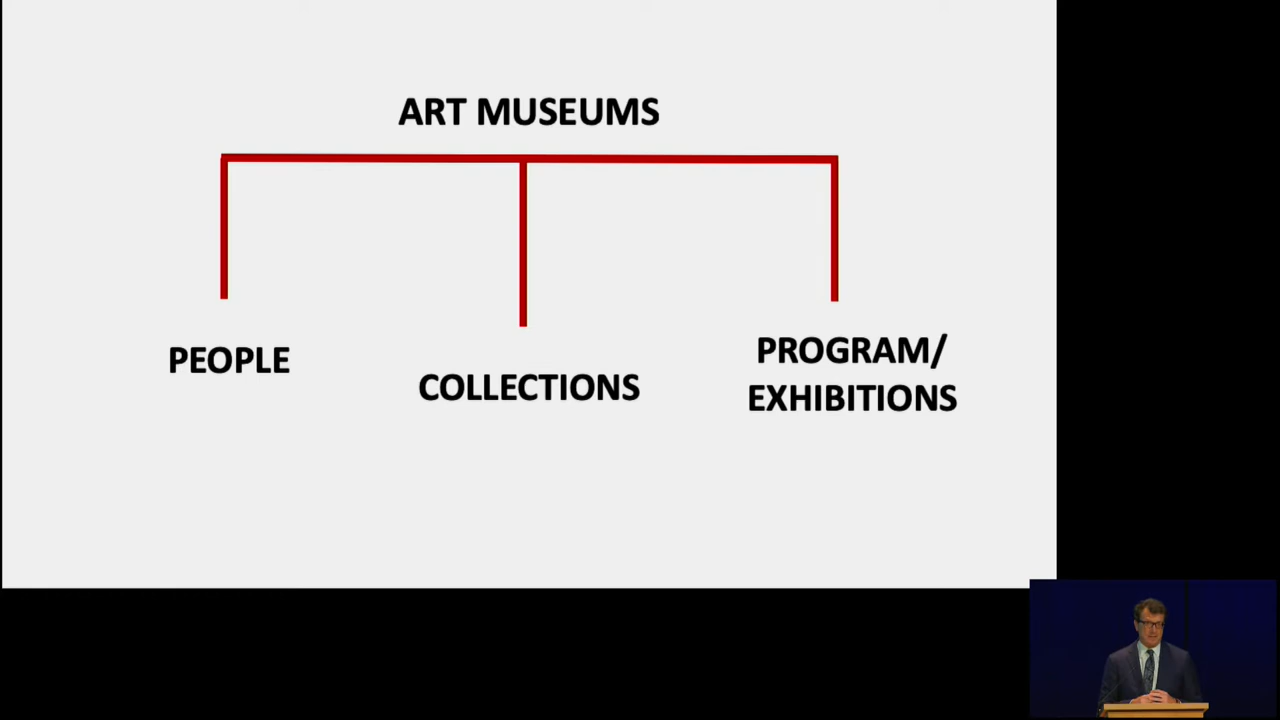 ART MUSEUMS
PEOPLE
COLLECTIONS
PROGRAM/
EXHIBITIONS